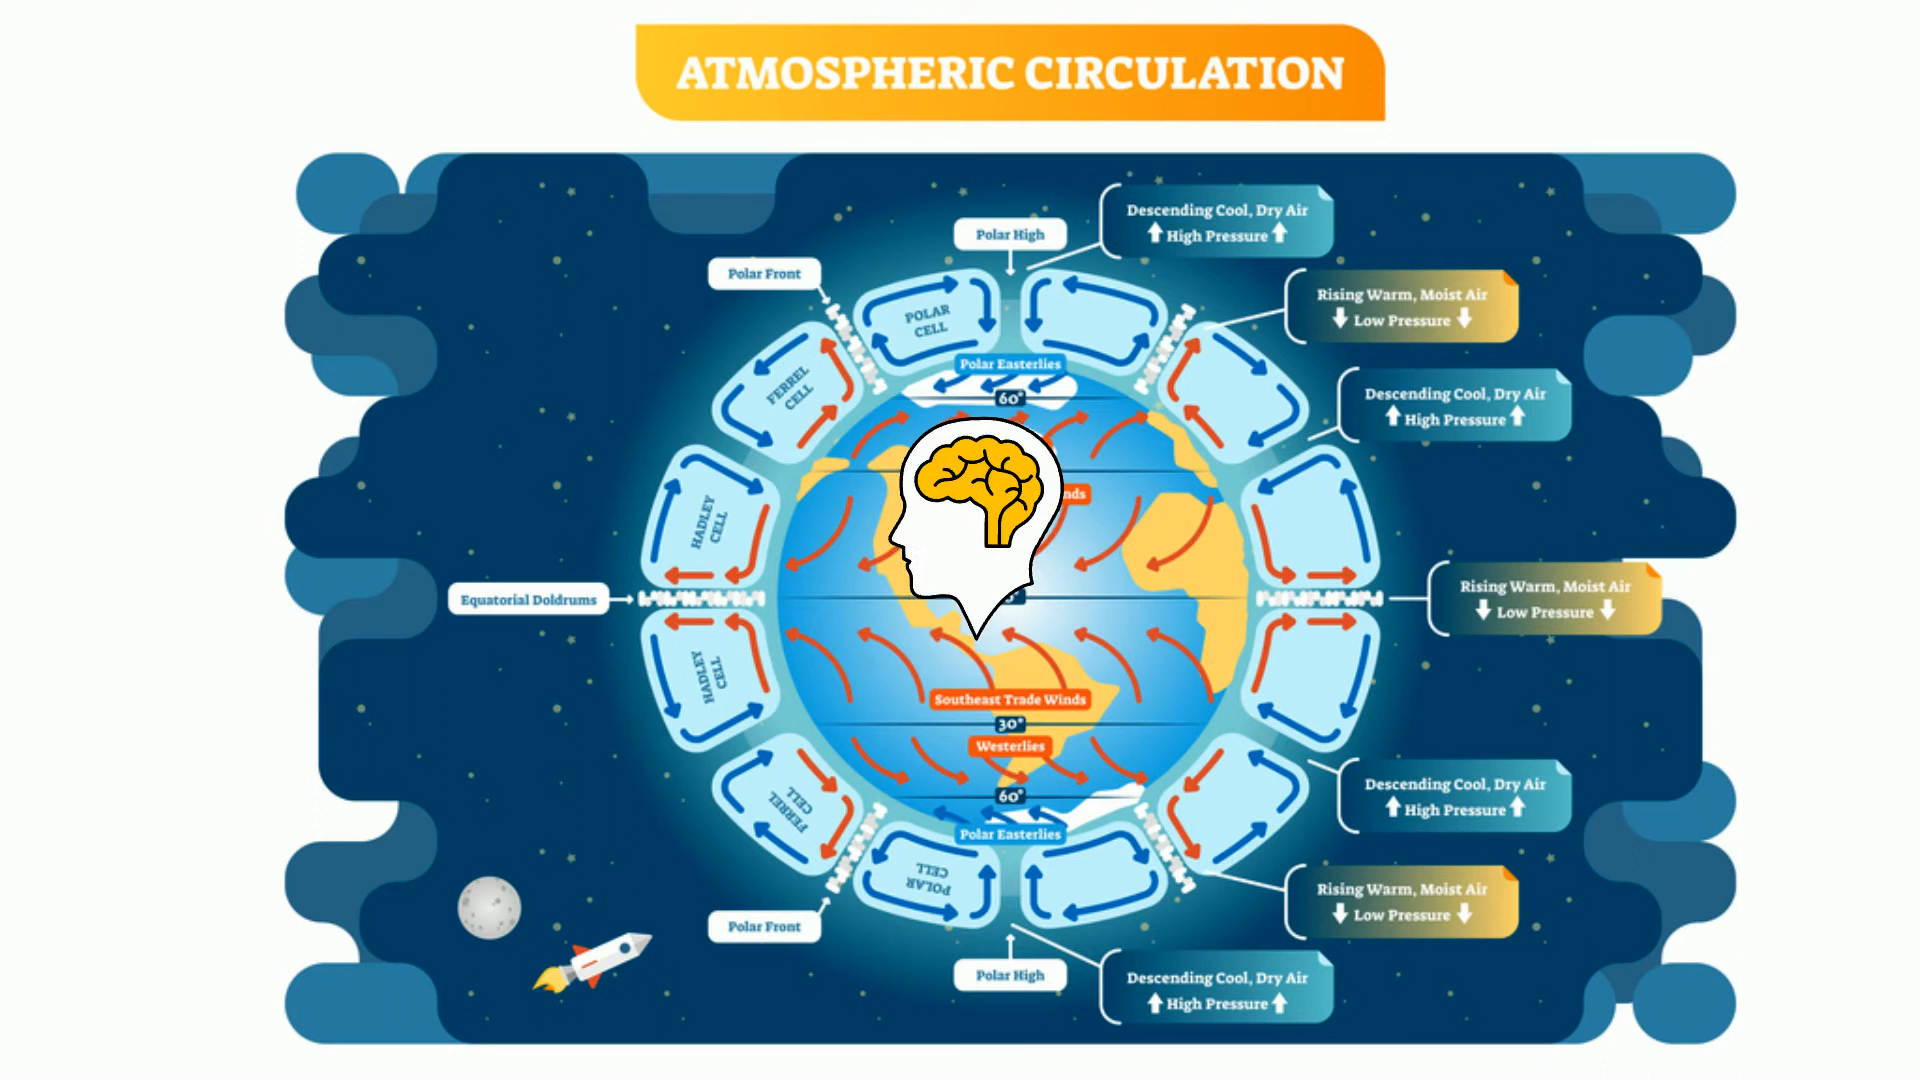 ATMOSPHERIC CIRCULATION
Descending Cool, Dry Air
High Pressure
Polar High
Polar Front
Rising Warm, Moist Air
Low Pressure
POLAR
CELL
Polar Easterlies
60°
FERREL
CELL
Descending Cool, Dry Air
High Pressure
HADLEY
CELL
Equatorial Doldrums
Rising Warm, Moist Air
Low Pressure
HADLEY
CELL
Southeast Trade Winds
30°
Westerlies
60°
FERREL
CELL
Descending Cool, Dry Air
High Pressure
Polar Easterlies
POLAR
CELL
Rising Warm, Moist Air
Low Pressure
Polar Front
Polar High
Descending Cool, Dry Air
High Pressure